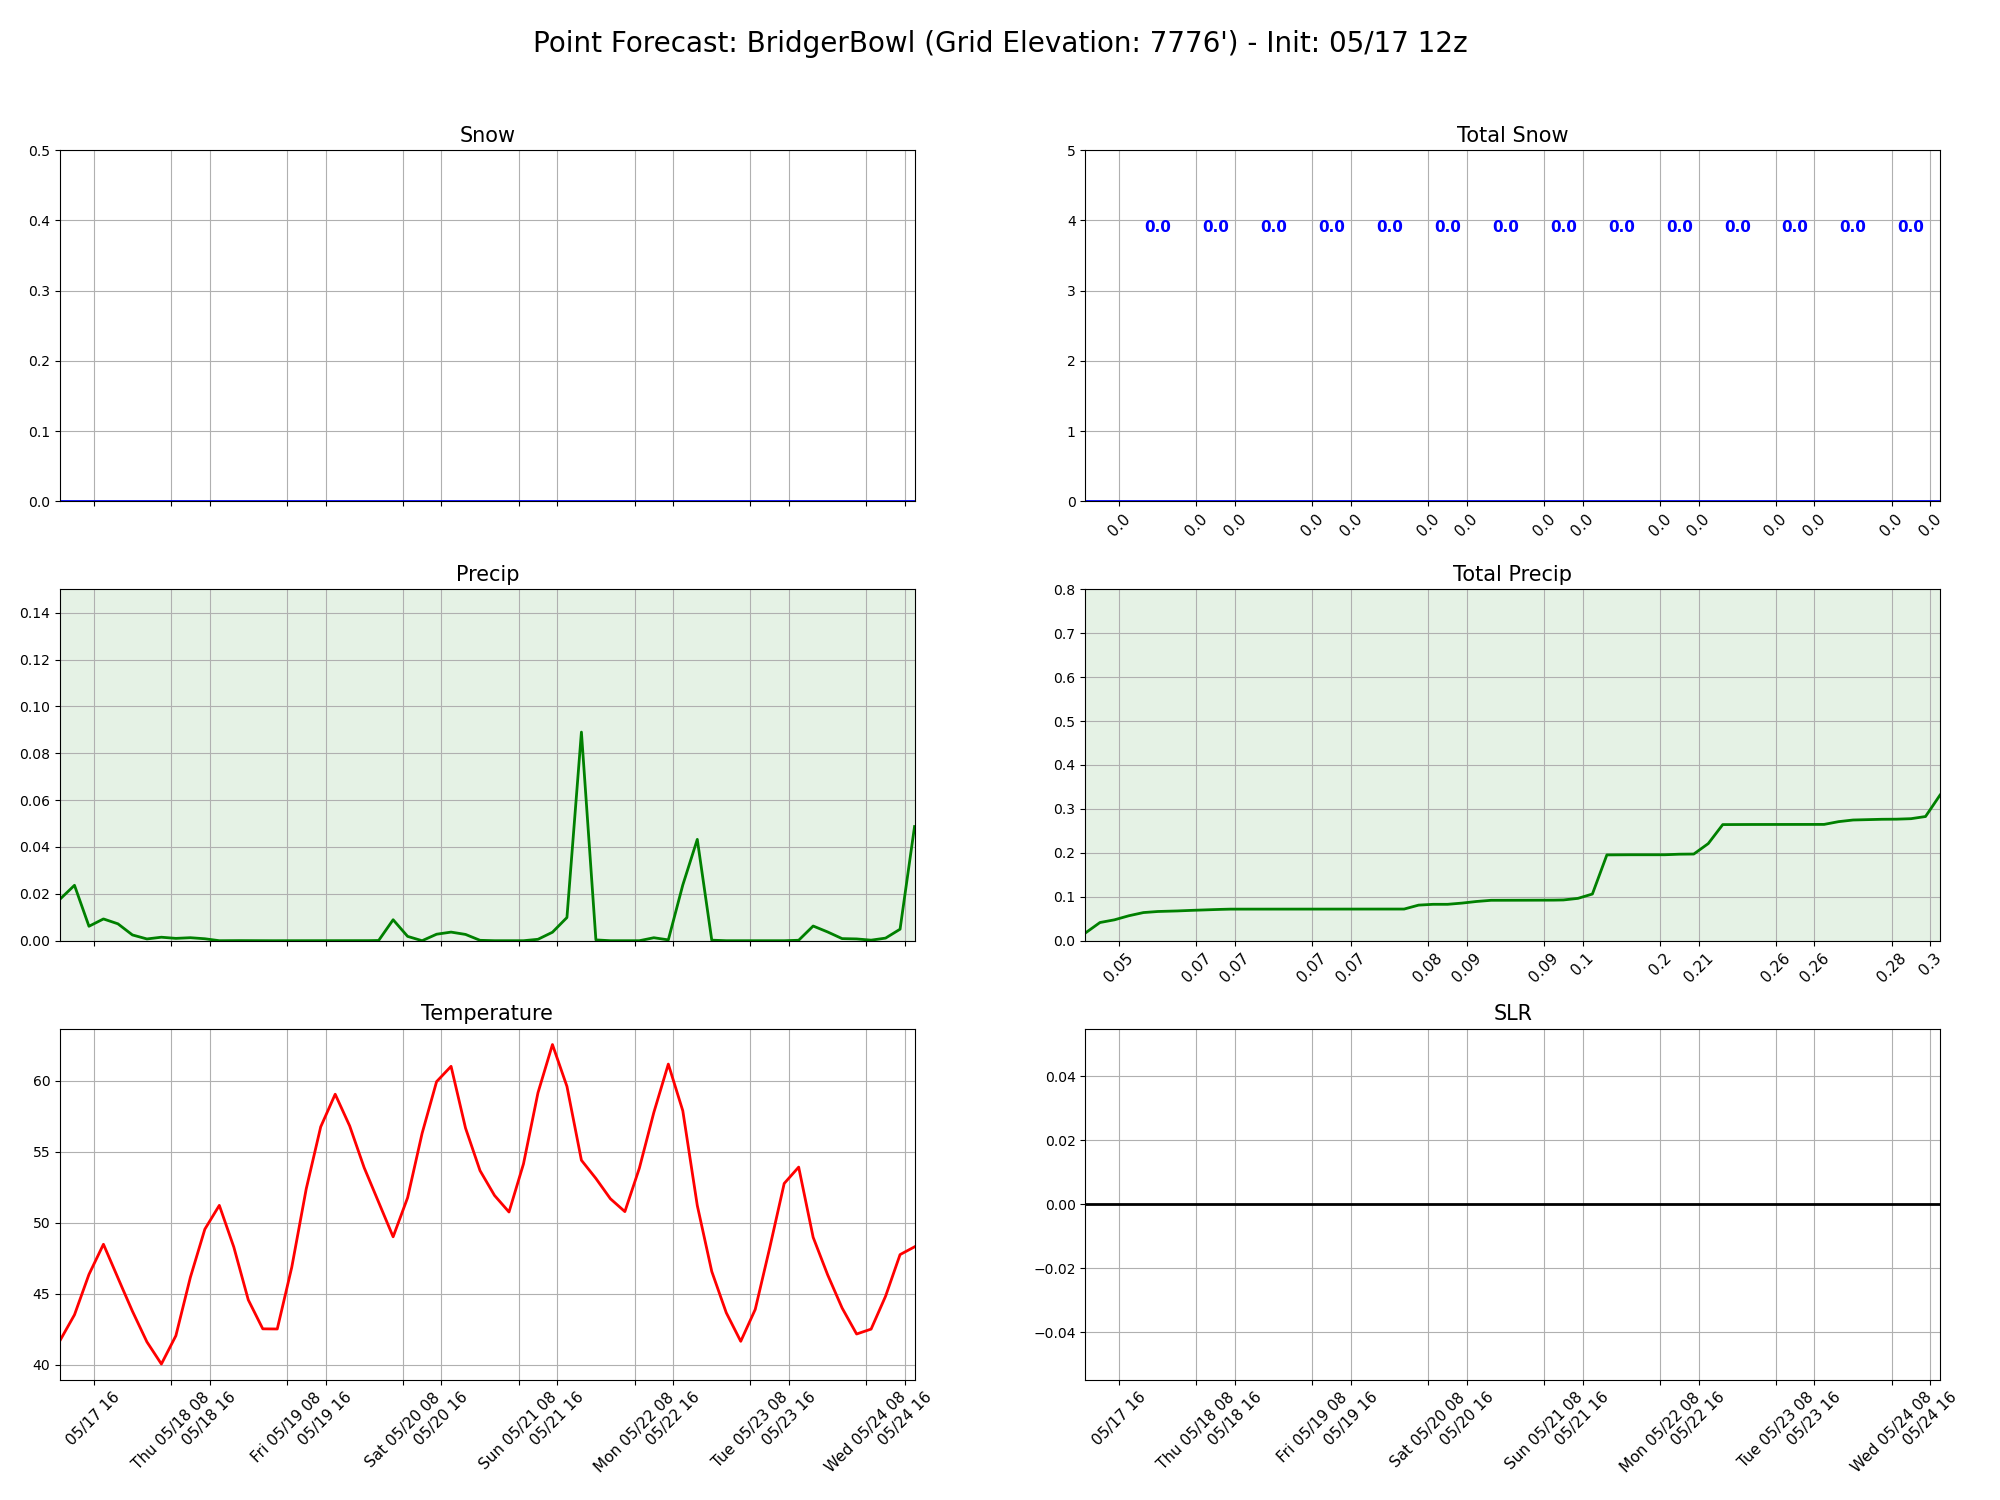 Point Forecast: BridgerBowl (Grid Elevation: 7776') - Init: 05/17 12z
Snow
0.5
0.4
0.3
0.2
0.1
0.0
Total Snow
5
4
3
2
1
0
0.0 0.0 0.0 0.0 0.0 0.0 0.0 0.0 0.0 0.0 0.0 0.0 0.0 0.0
0.0 0.0 0.0 0.0 0.0 0.0 0.0 0.0 0.0 0.0 0.0 0.0 0.0 0.0 0.0
Precip
0.14
0.12
0.10
0.08
0.06
0.04
0.02
0.00
Total Precip
0.8
0.7
0.6
0.5
0.4
0.3
0.2
0.1
0.0
0.05 0.07 0.07 0.07 0.07 0.08 0.09 0.09 0.1 0.2 0.21 0.26 0.26 0.28 0.3
Temperature
60
55
50
45
40
05/17 16
Thu 05/18 08
05/18 16
Fri 05/19 08
05/19 16
Sat 05/20 08
05/20 16
Sun 05/21 08
05/21 16
Mon 05/22 08
05/22 16
Tue 05/23 08
05/23 16
Wed 05/24 08
05/24 16
SLR
0.04
0.02
0.00
−0.02
−0.04
05/17 16
Thu 05/18 08
05/18 16
Fri 05/19 08
05/19 16
Sat 05/20 08
05/20 16
Sun 05/21 08
05/21 16
Mon 05/22 08
05/22 16
Tue 05/23 08
05/23 16
Wed 05/24 08
05/24 16